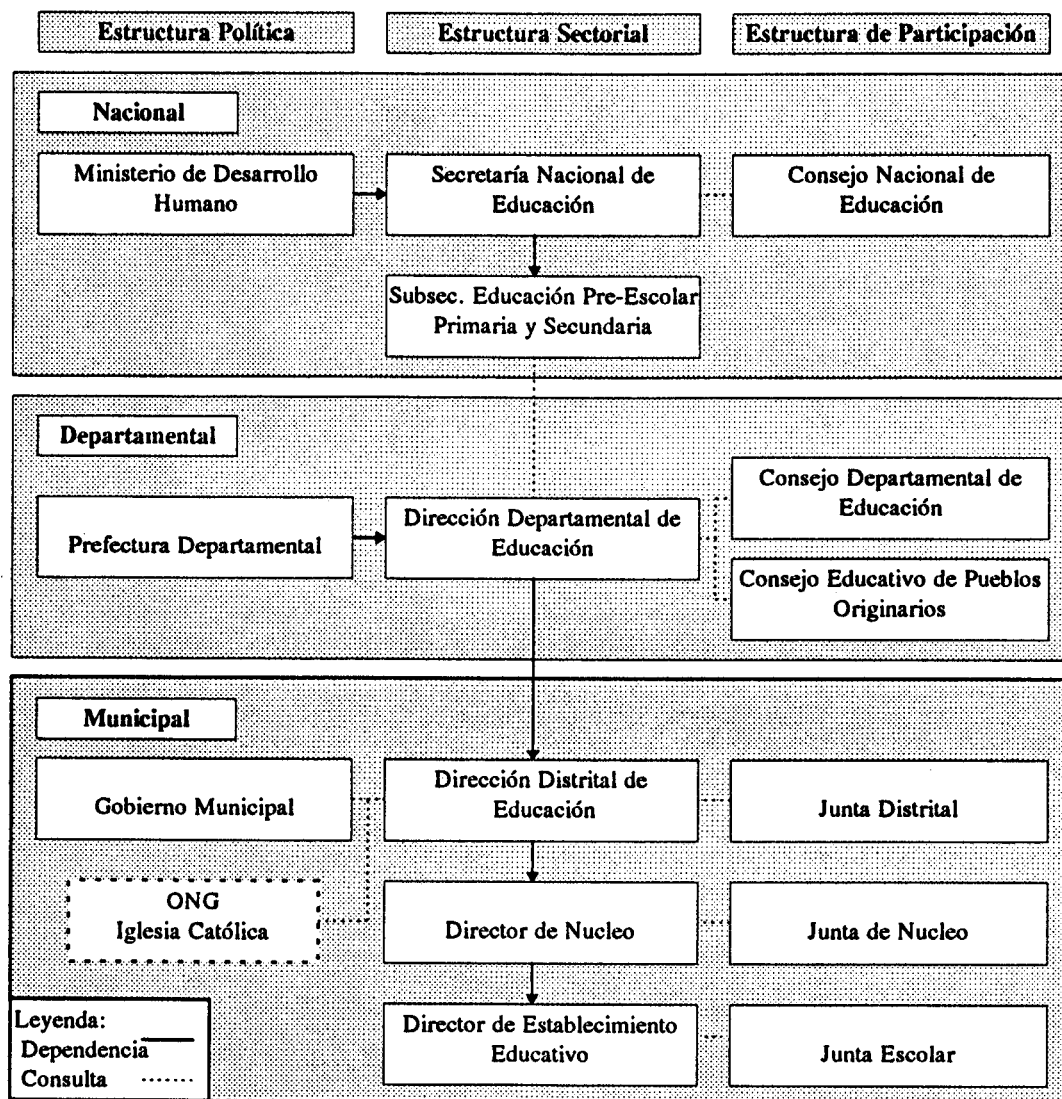 Estructura Política
Estructura Sectorial
Estructura de Participación
Nacional
Ministerio de Desarrollo
Humano
Secretaría Nacional de
Educación
Consejo Nacional de
Educación
Subsec. Educación Pre-Escolar
Primaria y Secundaria
Departamental
Prefectura Departamental
Dirección Departamental de
Educación
Consejo Departamental de
Educación
Consejo Educativo de Pueblos
Originarios
Municipal
Gobierno Municipal
Dirección Distrital de
Educación
Junta Distrital
ONG
Iglesia Católica
Director de Nucleo
Junta de Nucleo
Director de Establecimiento
Educativo
Junta Escolar
Leyenda:
Dependencia
Consulta